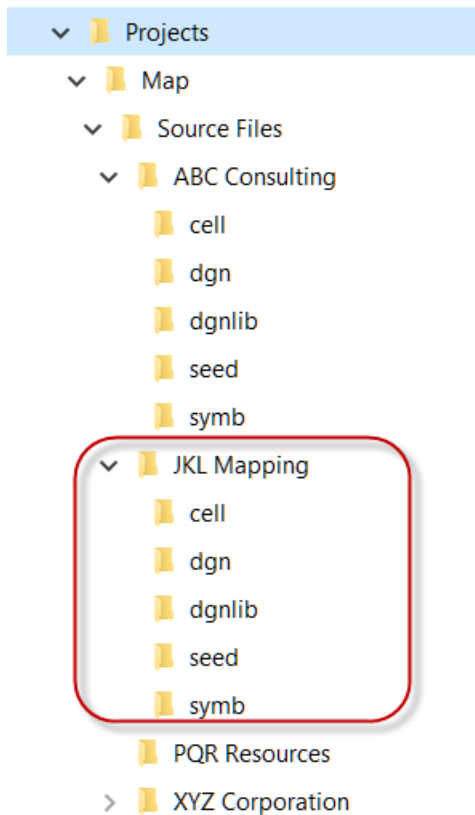 Projects
Map
Source Files
ABC Consulting
cell
dgn
dgnlib
seed
symb
JKL Mapping
cell
dgn
dgnlib
seed
symb
PQR Resources
XYZ Corporation